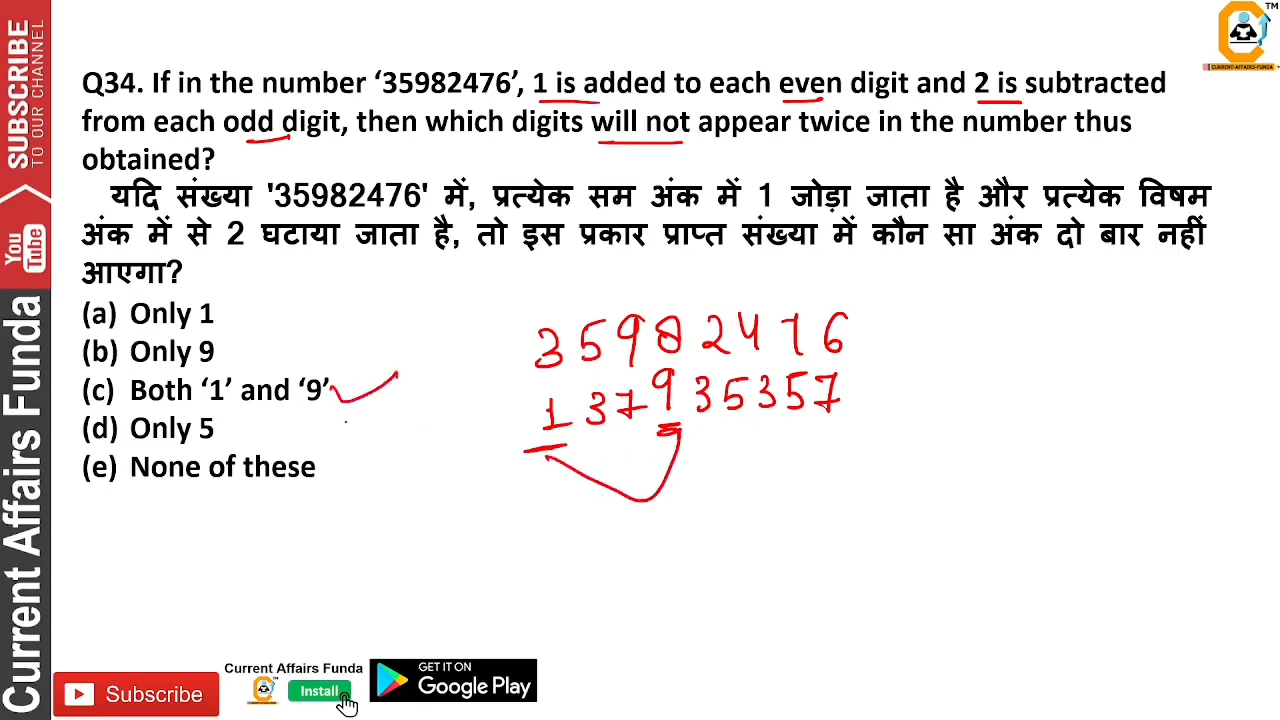 SUBSCRIBE
TO OUR CHANNEL
You
Tube
Current Affairs Funda
TM
CURRENT-AFFAIRS-FUNDA
Q34. If in the number ‘35982476’, 1 is added to each even digit and 2 is subtracted
from each odd digit, then which digits will not appear twice in the number thus
obtained?
यदि संख्या '35982476' में, प्रत्येक सम अंक में 1 जोड़ा जाता है और प्रत्येक विषम
अंक में से 2 घटाया जाता है, तो इस प्रकार प्राप्त संख्या में कौन सा अंक दो बार नहीं
आएगा?
(a) Only 1
(b) Only 9
(c) Both ‘1’ and ‘9’
(d) Only 5
(e) None of these
3 5 9 8 2 4 7 6
1 3 7 9 3 5 3 5 7
Subscribe
Current Affairs Funda
Install
GET IT ON
Google Play